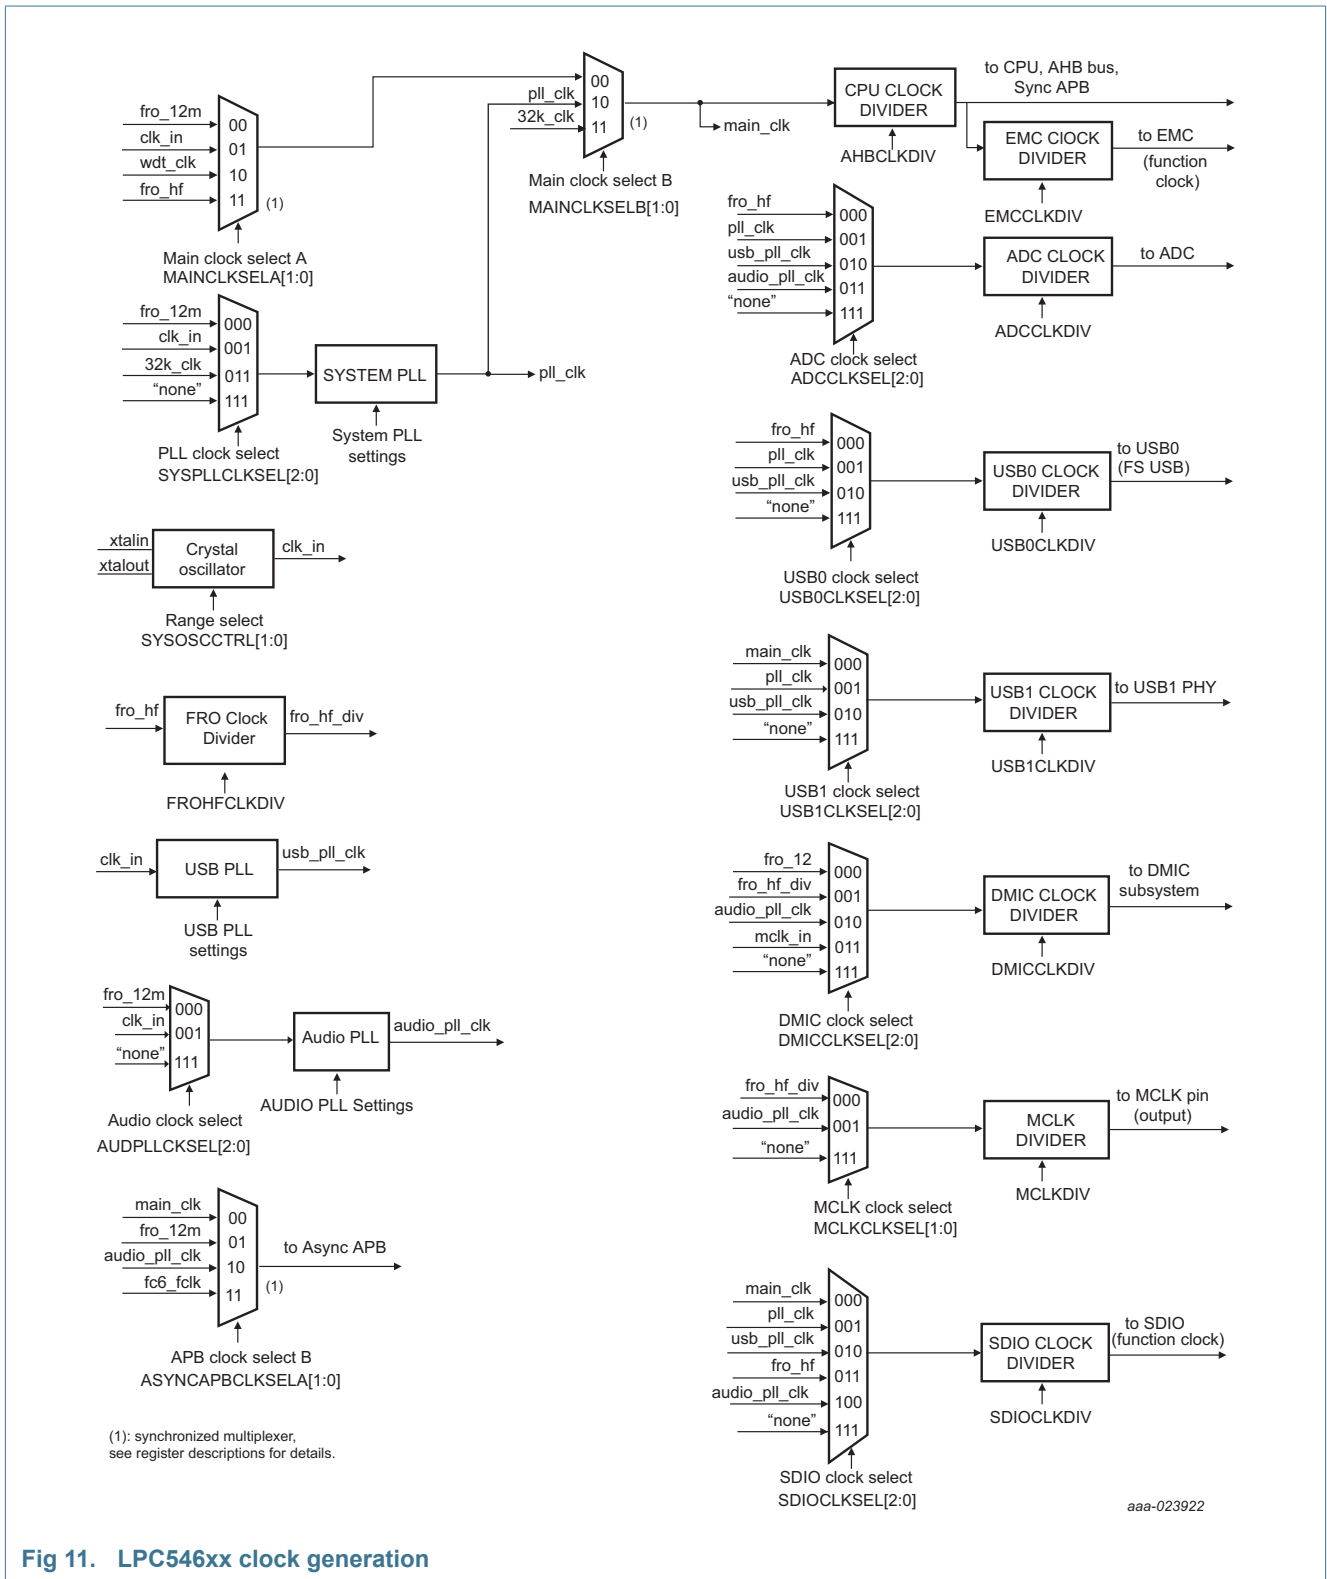 fro_12m
clk_in
wdt_clk
fro_hf
00
01
10
11
(1)
Main clock select A
MAINCLKSELA[1:0]
pll_clk
32k_clk
00
10
11
(1)
Main clock select B
MAINCLKSELB[1:0]
main_clk
CPU CLOCK
DIVIDER
AHBCLKDIV
to CPU, AHB bus,
Sync APB
EMC ClOCK
DIVIDER
EMCCLKDIV
to EMC
(function
clock)
fro_12m
clk_in
32k_clk
“none”
000
001
011
111
PLL clock select
SYSPLLCLKSEL[2:0]
SYSTEM PLL
System PLL
settings
pll_clk
fro_hf
pll_clk
usb_pll_clk
audio_pll_clk
“none”
000
001
010
011
111
ADC clock select
ADCCLKSEL[2:0]
ADC CLOCK
DIVIDER
ADCCLKDIV
to ADC
fro_hf
pll_clk
usb_pll_clk
“none”
000
001
010
111
USB0 clock select
USB0CLKSEL[2:0]
USB0 CLOCK
DIVIDER
USB0CLKDIV
to USB0
(FS USB)
xtalin
xtalout
Crystal
oscillator
clk_in
Range select
SYSOSCCTRL[1:0]
main_clk
pll_clk
usb_pll_clk
“none”
000
001
010
111
USB1 clock select
USB1CLKSEL[2:0]
USB1 CLOCK
DIVIDER
USB1CLKDIV
to USB1 PHY
fro_hf
FRO Clock
Divider
fro_hf_div
FROHFCLKDIV
clk_in
USB PLL
usb_pll_clk
USB PLL
settings
fro_12
fro_hf_div
audio_pll_clk
mclk_in
“none”
000
001
010
011
111
DMIC clock select
DMICCLKSEL[2:0]
DMIC CLOCK
DIVIDER
DMICCLKDIV
to DMIC
subsystem
fro_12m
clk_in
“none”
000
001
111
Audio clock select
AUDPLLCKSEL[2:0]
Audio PLL
AUDIO PLL Settings
audio_pll_clk
fro_hf_div
audio_pll_clk
“none”
000
001
111
MCLK clock select
MCLKCLKSEL[1:0]
MCLK
DIVIDER
MCLKDIV
to MCLK pin
(output)
main_clk
fro_12m
audio_pll_clk
fc6_fclk
00
01
10
11
(1)
to Async APB
APB clock select B
ASYNCAPBCLKSELA[1:0]
main_clk
pll_clk
usb_pll_clk
fro_hf
audio_pll_clk
“none”
000
001
010
011
100
111
SDIO clock select
SDIOCLKSEL[2:0]
SDIO CLOCK
DIVIDER
SDIOCLKDIV
to SDIO
(function clock)
(1): synchronized multiplexer,
see register descriptions for details.
aaa-023922
Fig 11. LPC546xx clock generation